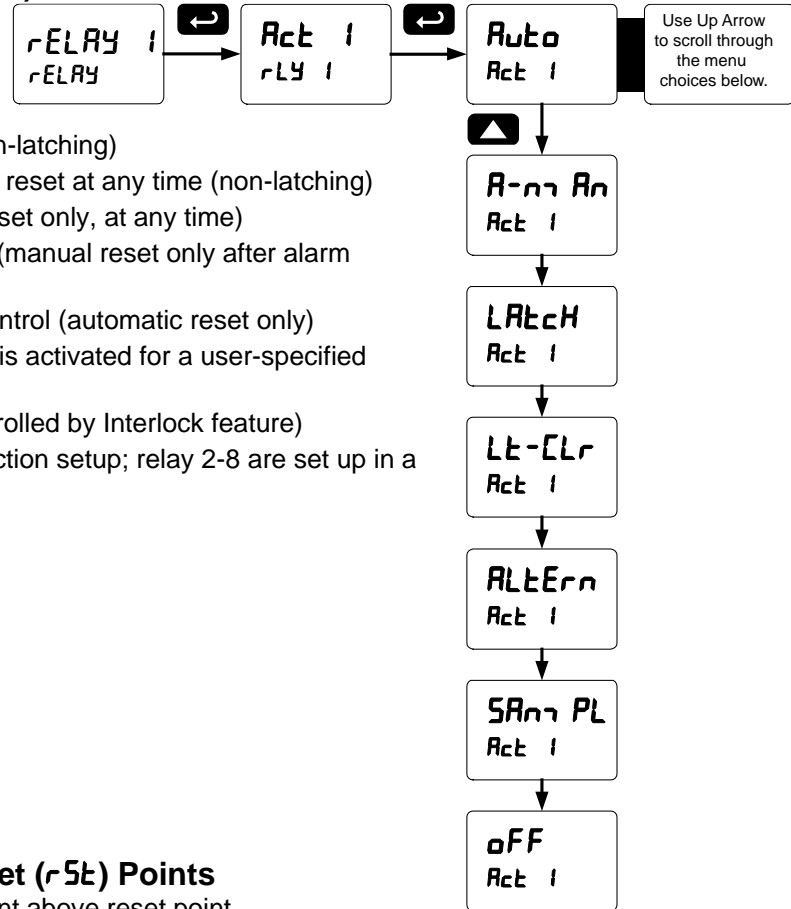 rELAY 1
rELAY
Act 1
rLY 1
Auto
Act 1
Use Up Arrow
to scroll through
the menu
choices below.
n-latching)
reset at any time (non-latching)
set only, at any time)
(manual reset only after alarm
ntrol (automatic reset only)
is activated for a user-specified
rolled by Interlock feature)
ction setup; relay 2-8 are set up in a
A-mAn
Act 1
LAtcH
Act 1
Lt-CLr
Act 1
ALtErn
Act 1
SAmPL
Act 1
oFF
Act 1
et (rSt) Points
nt above reset point